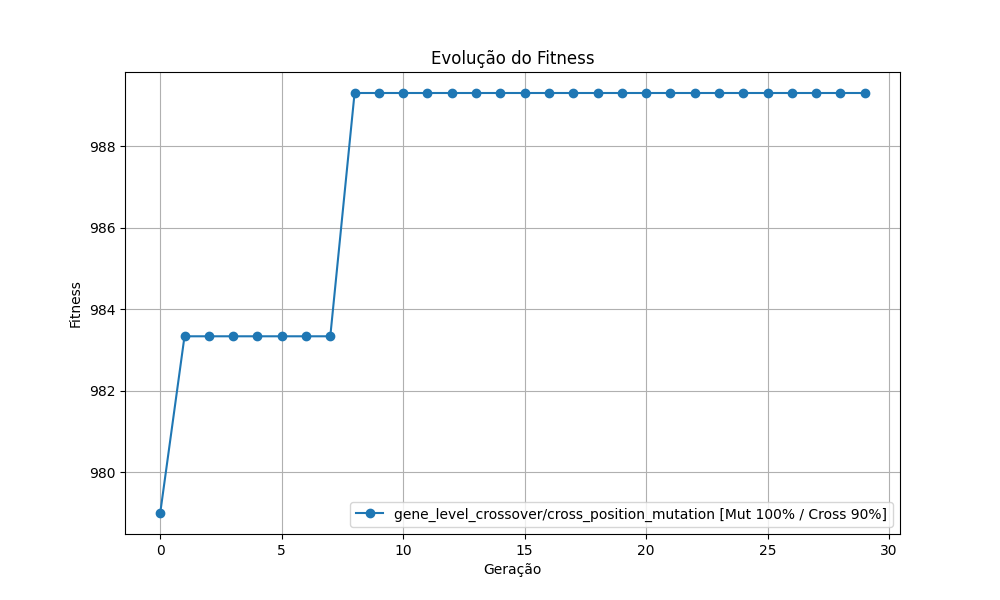 Evolução do Fitness
Fitness
988
986
984
982
980
gene_level_crossover/cross_position_mutation [Mut 100% / Cross 90%]
0 5 10 15 20 25 30
Geração